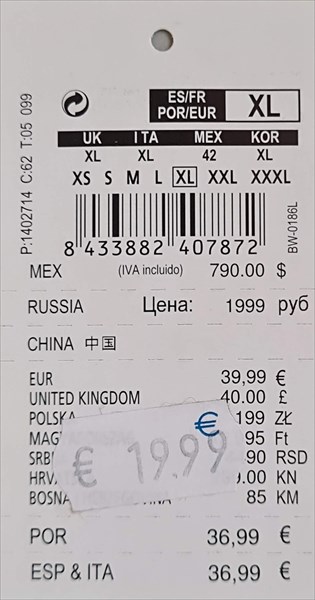 ES/FR
POR/EUR XL
UK ITA MEX KOR
XL XL 42 XL
XS S M L XL XXL XXXL
8 433882 407872
P:1402714 C:62 T:05 099
BW-0186L
MEX (IVA incluido) 790.00 $
RUSSIA Цена: 1999 руб
CHINA 中国
EUR 39,99 €
UNITED KINGDOM 40.00 £
POLSKA 199 ZŁ
95 Ft
90 RSD
KN
85 KM
€
€ 19.99
POR 36,99 €
ESP & ITA 36,99 €